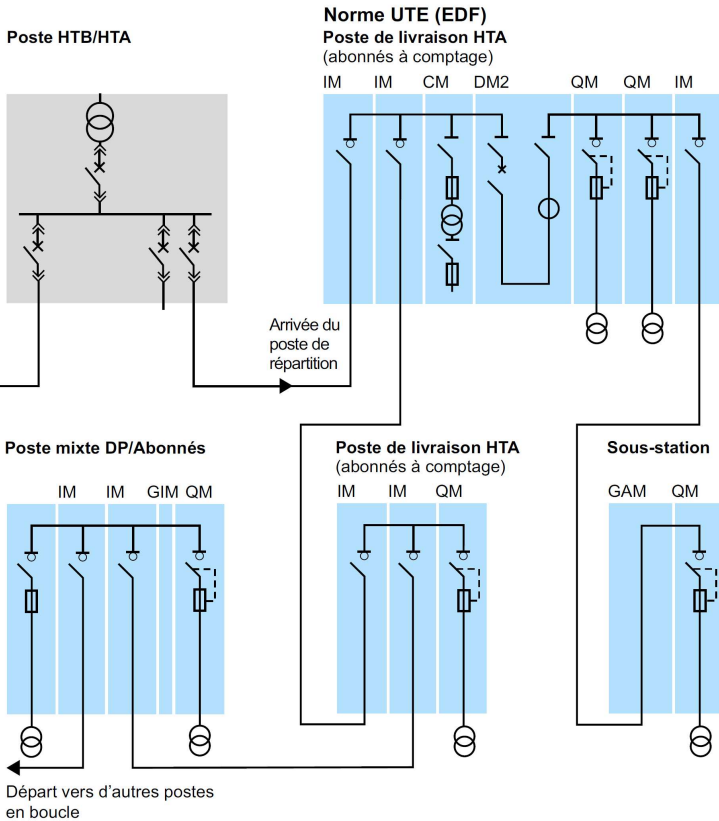 Norme UTE (EDF)
Poste HTB/HTA
Poste de livraison HTA
(abonnés à comptage)
IM IM CM DM2 QM QM IM
Arrivée du
poste de
répartition
Poste mixte DP/Abonnés
IM IM GIM QM
Poste de livraison HTA
(abonnés à comptage)
IM IM QM
Sous-station
GAM QM
Départ vers d'autres postes
en boucle